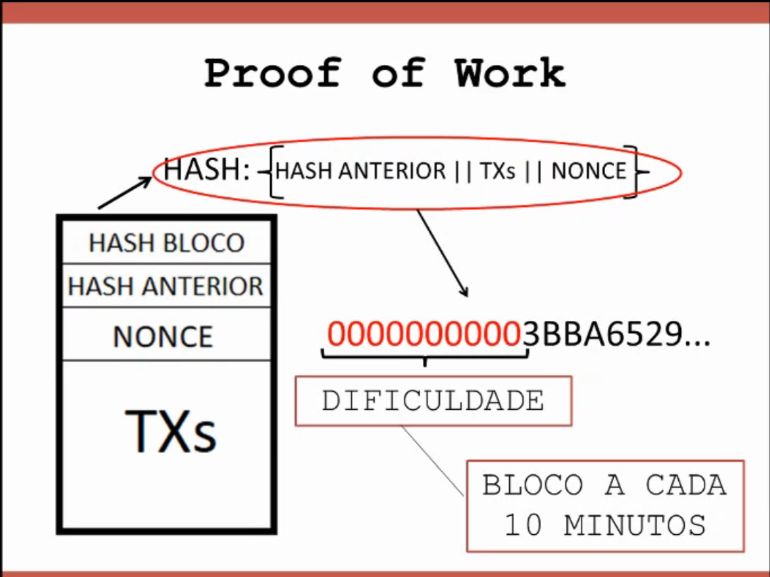 Proof of Work
HASH: { HASH ANTERIOR || TXs || NONCE }
HASH BLOCO
HASH ANTERIOR
NONCE
TXs
00000000003BBA6529...
DIFICULDADE
BLOCO A CADA
10 MINUTOS